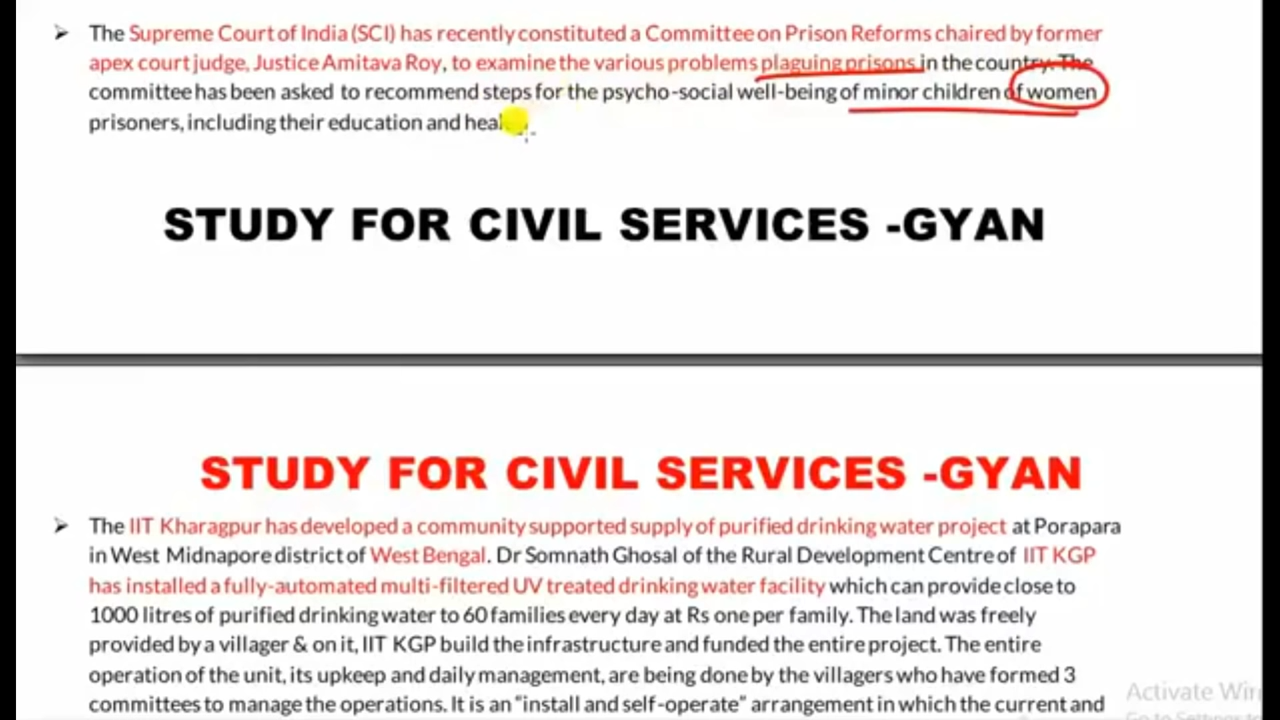 The Supreme Court of India (SCI) has recently constituted a Committee on Prison Reforms chaired by former
apex court judge, Justice Amitava Roy, to examine the various problems plaguing prisons in the country. The
committee has been asked to recommend steps for the psycho-social well-being of minor children of women
prisoners, including their education and heal
STUDY FOR CIVIL SERVICES -GYAN
STUDY FOR CIVIL SERVICES -GYAN
The IIT Kharagpur has developed a community supported supply of purified drinking water project at Porapara
in West Midnapore district of West Bengal. Dr Somnath Ghosal of the Rural Development Centre of IIT KGP
has installed a fully-automated multi-filtered UV treated drinking water facility which can provide close to
1000 litres of purified drinking water to 60 families every day at Rs one per family. The land was freely
provided by a villager & on it, IIT KGP build the infrastructure and funded the entire project. The entire
operation of the unit, its upkeep and daily management, are being done by the villagers who have formed 3
committees to manage the operations. It is an “install and self-operate” arrangement in which the current and
Activate Win